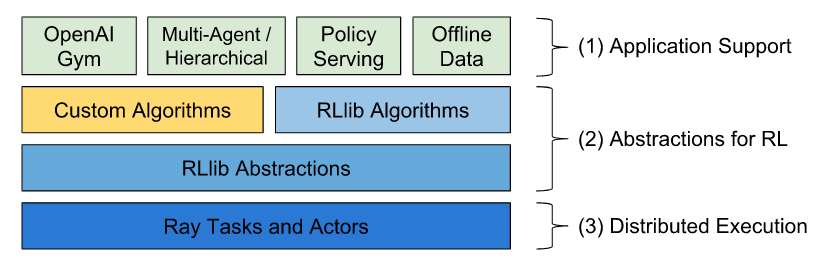 OpenAI
Gym
Multi-Agent /
Hierarchical
Policy
Serving
Offline
Data
(1) Application Support
Custom Algorithms
RLlib Algorithms
(2) Abstractions for RL
RLlib Abstractions
Ray Tasks and Actors
(3) Distributed Execution